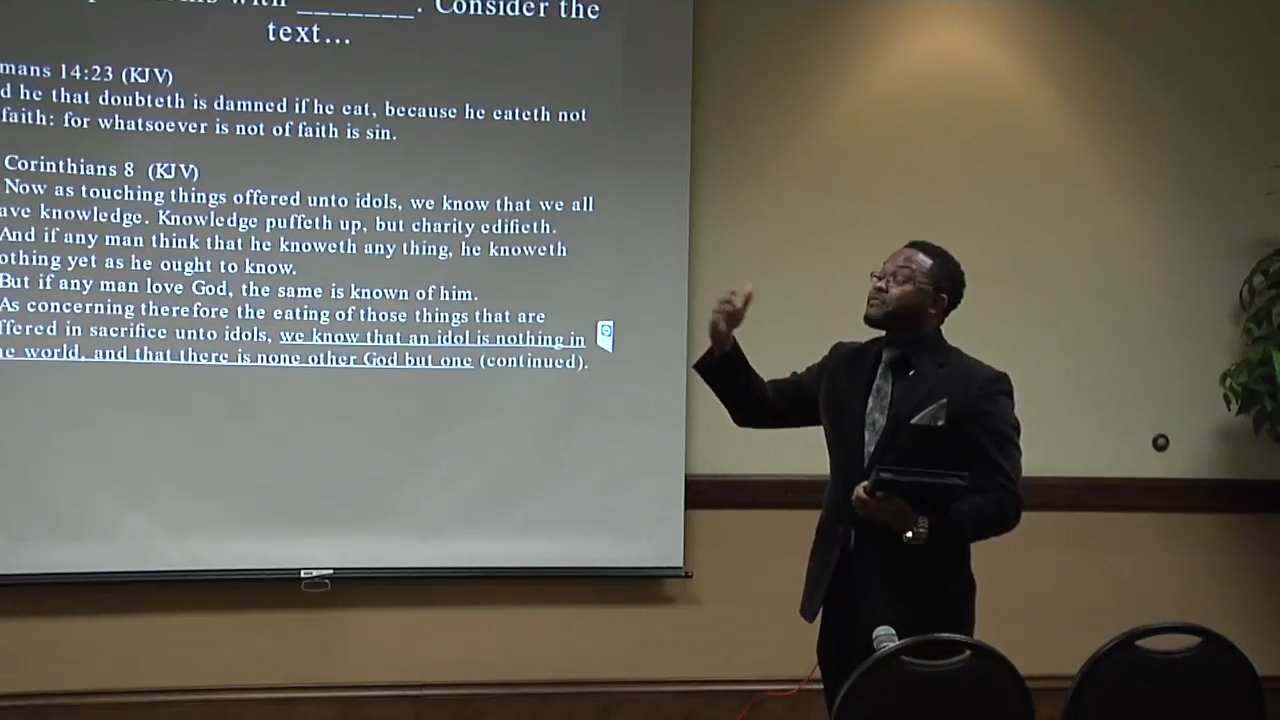 with _______. Consider the
text...
mans 14:23 (KJV)
d he that doubteth is damned if he eat, because he eateth not
faith: for whatsoever is not of faith is sin.
Corinthians 8 (KJV)
Now as touching things offered unto idols, we know that we all
ave knowledge. Knowledge puffeth up, but charity edifieth.
And if any man think that he knoweth any thing, he knoweth
othing yet as he ought to know.
But if any man love God, the same is known of him.
As concerning therefore the eating of those things that are
ffered in sacrifice unto idols, we know that an idol is nothing in
e world, and that there is none other God but one (continued).